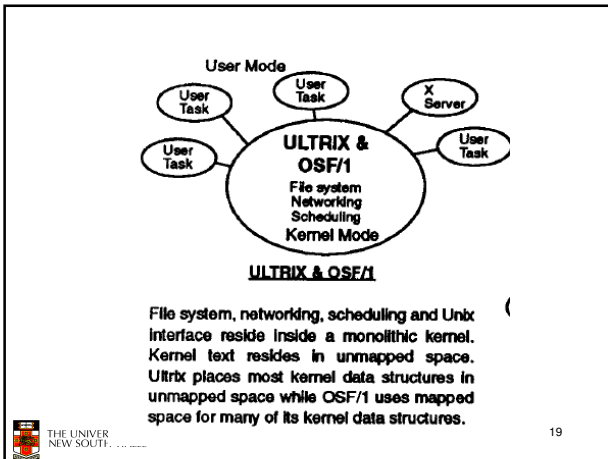 User Mode
User
Task
User
Task
X
Server
User
Task
User
Task
ULTRIX &
OSF/1
File system
Networking
Scheduling
Kernel Mode
ULTRIX & OSF/1
File system, networking, scheduling and Unix
interface reside inside a monolithic kernel.
Kernel text resides in unmapped space.
Ultrix places most kernel data structures in
unmapped space while OSF/1 uses mapped
space for many of its kernel data structures.
THE UNIVER
NEW SOUTH
19